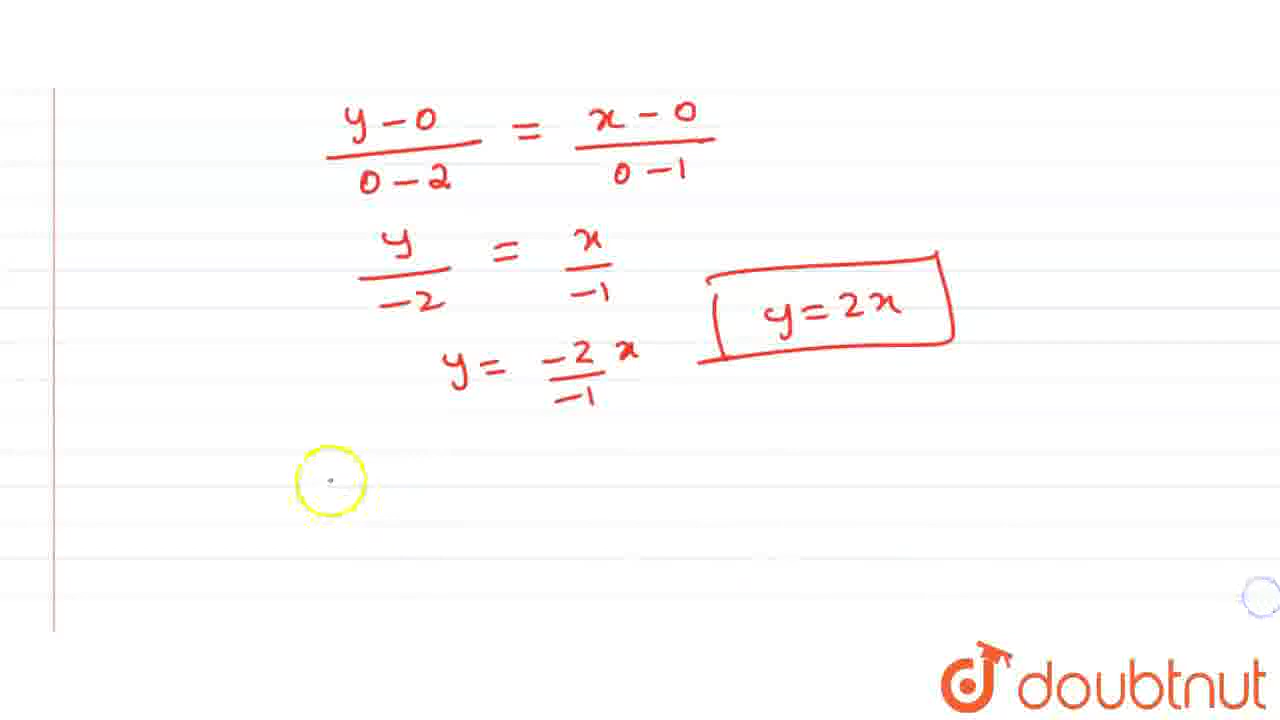 y-0/0-2 = x-0/0-1
y/-2 = x/-1
y=2x
y= -2/-1 x
doubtnut